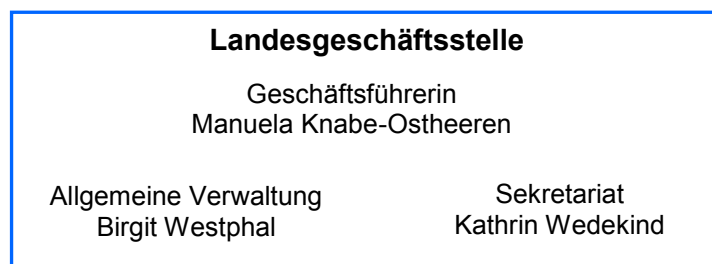 Landesgeschäftsstelle
Geschäftsführerin
Manuela Knabe-Ostheeren
Allgemeine Verwaltung
Birgit Westphal
Sekretariat
Kathrin Wedekind